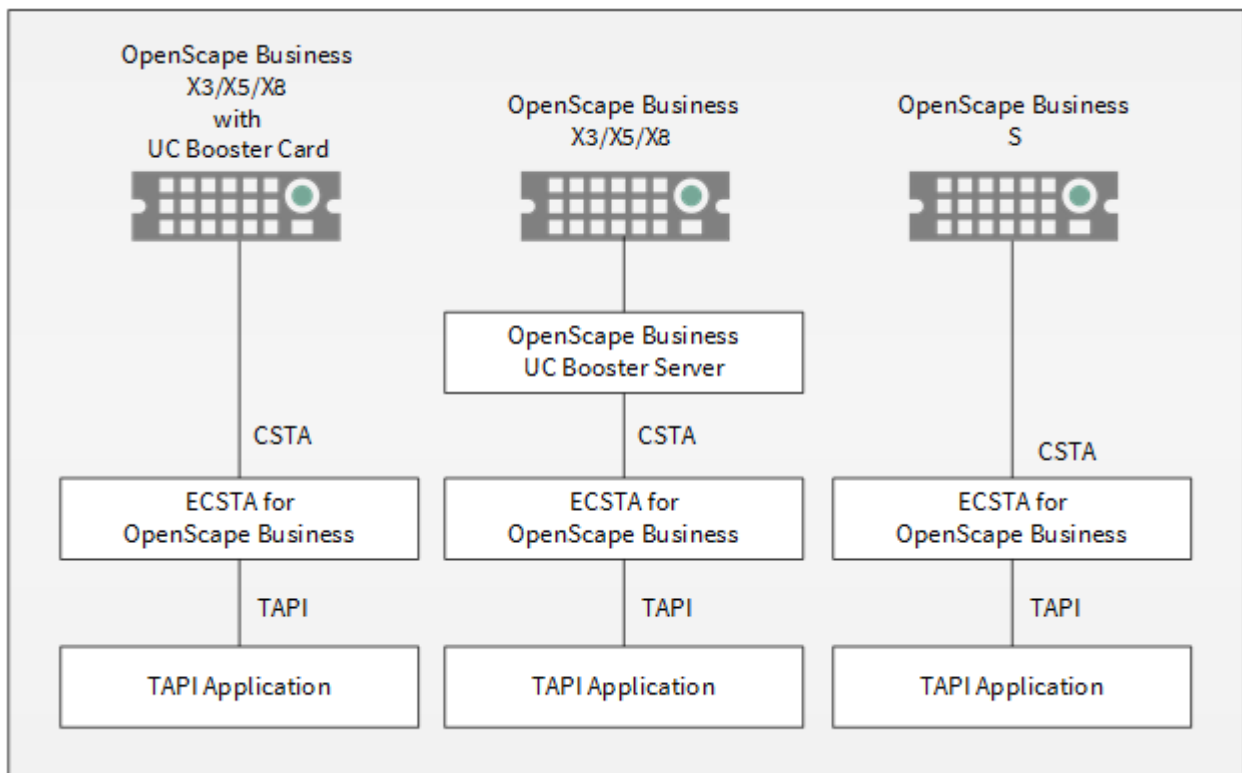 OpenScape Business
X3/X5/X8
with
UC Booster Card
OpenScape Business
X3/X5/X8
OpenScape Business
S
OpenScape Business
UC Booster Server
CSTA
CSTA
CSTA
ECSTA for
OpenScape Business
ECSTA for
OpenScape Business
ECSTA for
OpenScape Business
TAPI
TAPI
TAPI
TAPI Application
TAPI Application
TAPI Application